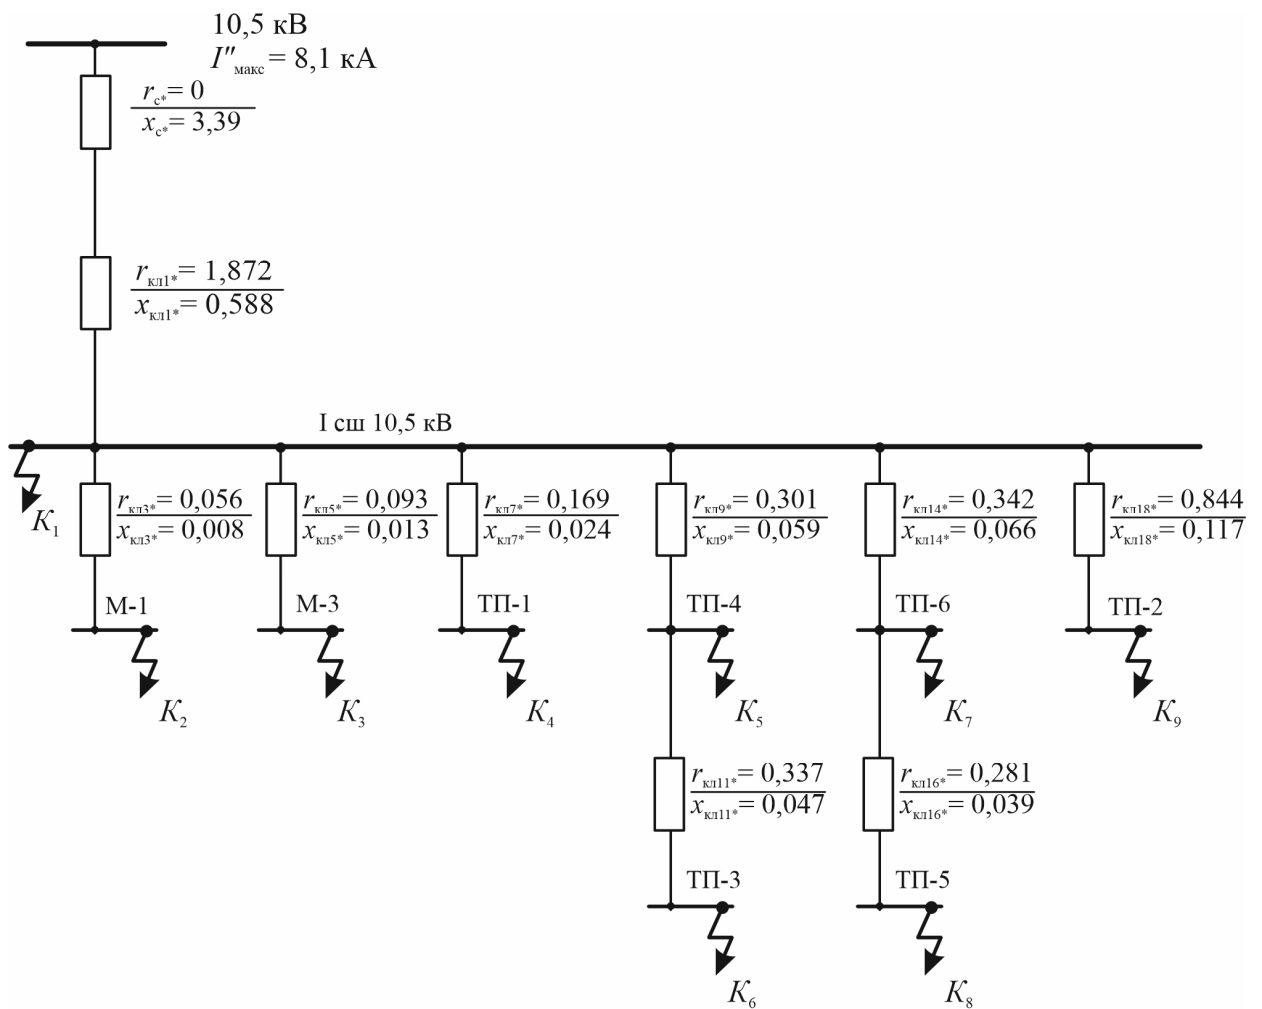 10,5 кВ
I″макс = 8,1 кА
rс*= 0
xс*= 3,39
rкл1*= 1,872
xкл1*= 0,588
I сш 10,5 кВ
K1
rкл3*= 0,056
xкл3*= 0,008
rкл5*= 0,093
xкл5*= 0,013
rкл7*= 0,169
xкл7*= 0,024
rкл9*= 0,301
xкл9*= 0,059
rкл14*= 0,342
xкл14*= 0,066
rкл18*= 0,844
xкл18*= 0,117
М-1
М-3
ТП-1
ТП-4
ТП-6
ТП-2
K2
K3
K4
K5
K7
K9
rкл11*= 0,337
xкл11*= 0,047
rкл16*= 0,281
xкл16*= 0,039
ТП-3
ТП-5
K6
K8